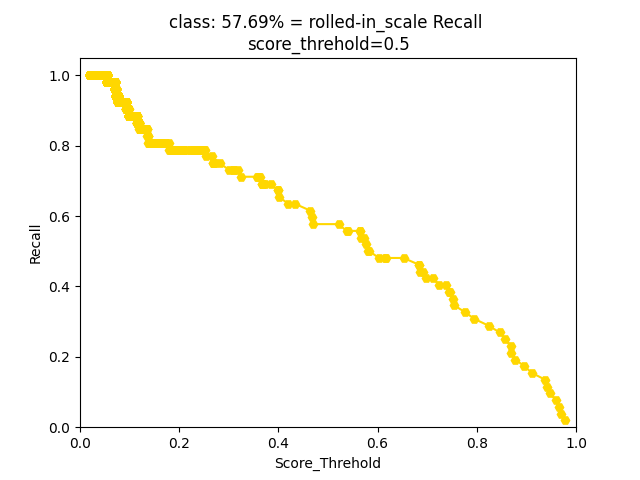 class: 57.69% = rolled-in_scale Recall
score_threhold=0.5
1.0
0.8
0.6
0.4
0.2
0.0
Recall
0.0 0.2 0.4 0.6 0.8 1.0
Score_Threhold